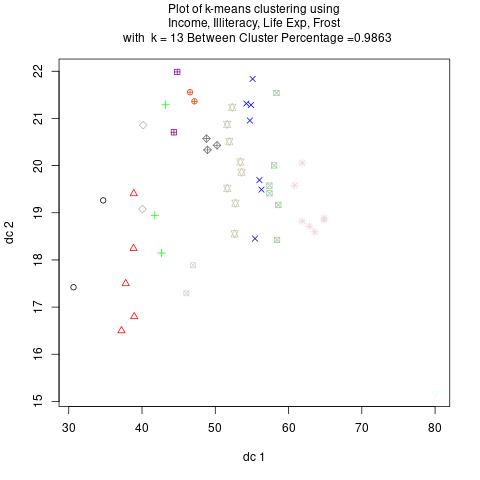 Plot of k-means clustering using
Income, Illiteracy, Life Exp, Frost
with k = 13 Between Cluster Percentage =0.9863
22
21
20
19
18
17
16
15
dc 2
30
40
50
60
70
80
dc 1